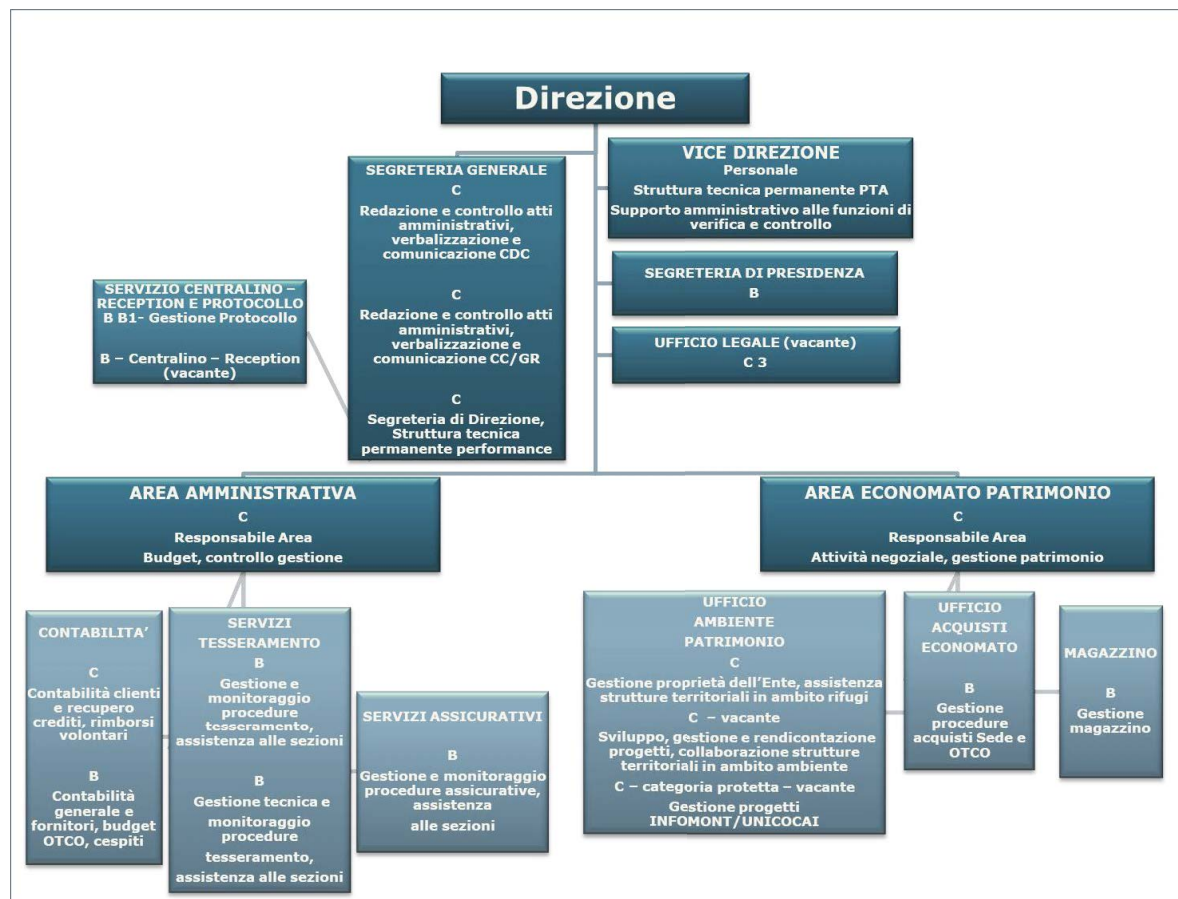 Direzione
VICE DIREZIONE
Personale
Struttura tecnica permanente PTA
Supporto amministrativo alle funzioni di
verifica e controllo
SEGRETERIA GENERALE
C
Redazione e controllo atti
amministrativi,
verbalizzazione e
comunicazione CDC
C
Redazione e controllo atti
amministrativi,
verbalizzazione e
comunicazione CC/GR
C
Segreteria di Direzione,
Struttura tecnica
permanente performance
SEGRETERIA DI PRESIDENZA
B
SERVIZIO CENTRALINO –
RECEPTION E PROTOCOLLO
B B1- Gestione Protocollo
B – Centralino – Reception
(vacante)
UFFICIO LEGALE (vacante)
C 3
AREA AMMINISTRATIVA
C
Responsabile Area
Budget, controllo gestione
AREA ECONOMATO PATRIMONIO
C
Responsabile Area
Attività negoziale, gestione patrimonio
CONTABILITA’
C
Contabilità clienti
e recupero
crediti, rimborsi
volontari
B
Contabilità
generale e
fornitori, budget
OTCO, cespiti
SERVIZI
TESSERAMENTO
B
Gestione e
monitoraggio
procedure
tesseramento,
assistenza alle sezioni
B
Gestione tecnica e
monitoraggio
procedure
tesseramento,
assistenza alle sezioni
SERVIZI ASSICURATIVI
B
Gestione e monitoraggio
procedure assicurative,
assistenza
alle sezioni
UFFICIO
AMBIENTE
PATRIMONIO
C
Gestione proprietà dell’Ente, assistenza
strutture territoriali in ambito rifugi
C – vacante
Sviluppo, gestione e rendicontazione
progetti, collaborazione strutture
territoriali in ambito ambiente
C – categoria protetta – vacante
Gestione progetti
INFOMONT/UNICOCAI
UFFICIO
ACQUISTI
ECONOMATO
B
Gestione
procedure
acquisti Sede e
OTCO
MAGAZZINO
B
Gestione
magazzino